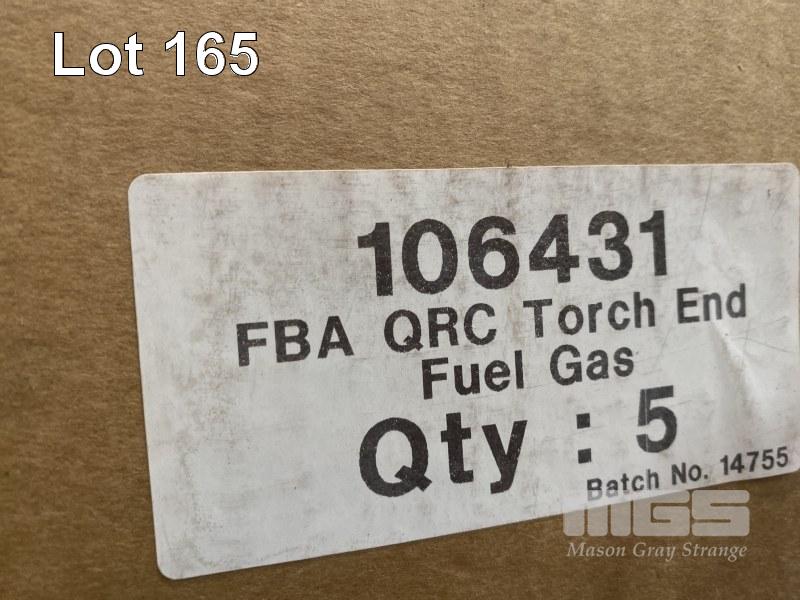 Lot 165
106431
FBA QRC Torch End
Fuel Gas
Qty : 5
Batch No. 14755
MGS
Mason Gray Strange